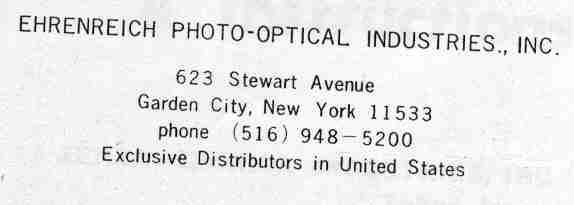 EHRENREICH PHOTO-OPTICAL INDUSTRIES., INC.
623 Stewart Avenue
Garden City, New York 11533
phone (516) 948-5200
Exclusive Distributors in United States